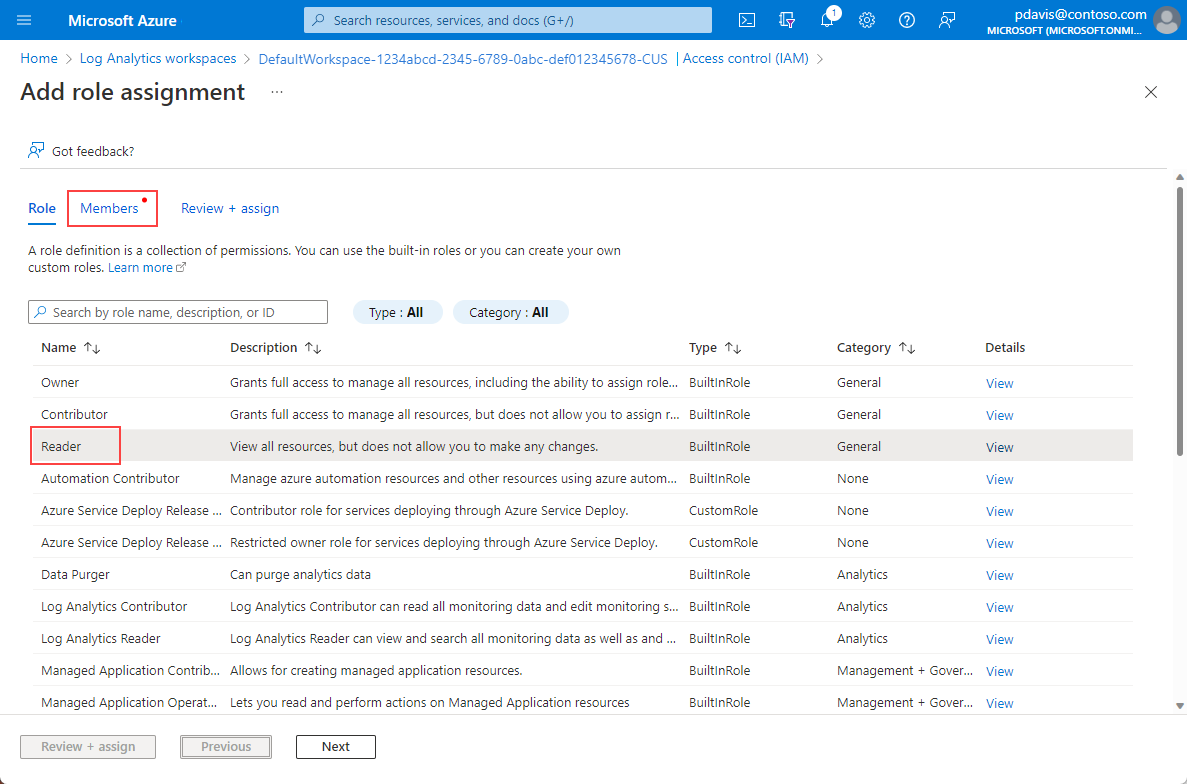 Microsoft Azure
Search resources, services, and docs (G+/)
1
pdavis@contoso.com
MICROSOFT (MICROSOFT.ONMI...
Home > Log Analytics workspaces > DefaultWorkspace-1234abcd-2345-6789-0abc-def012345678-CUS | Access control (IAM) >
Add role assignment ...
Got feedback?
Role Members Review + assign
A role definition is a collection of permissions. You can use the built-in roles or you can create your own
custom roles. Learn more
Search by role name, description, or ID Type : All Category : All
Name Description Type Category Details
Owner Grants full access to manage all resources, including the ability to assign role... BuiltInRole General View
Contributor Grants full access to manage all resources, but does not allow you to assign r... BuiltInRole General View
Reader View all resources, but does not allow you to make any changes. BuiltInRole General View
Automation Contributor Manage azure automation resources and other resources using azure autom... BuiltInRole None View
Azure Service Deploy Release ... Contributor role for services deploying through Azure Service Deploy. CustomRole None View
Azure Service Deploy Release ... Restricted owner role for services deploying through Azure Service Deploy. CustomRole None View
Data Purger Can purge analytics data BuiltInRole Analytics View
Log Analytics Contributor Log Analytics Contributor can read all monitoring data and edit monitoring s... BuiltInRole Analytics View
Log Analytics Reader Log Analytics Reader can view and search all monitoring data as well as and ... BuiltInRole Analytics View
Managed Application Contrib... Allows for creating managed application resources. BuiltInRole Management + Gover... View
Managed Application Operat... Lets you read and perform actions on Managed Application resources BuiltInRole Management + Gover... View
Review + assign Previous Next